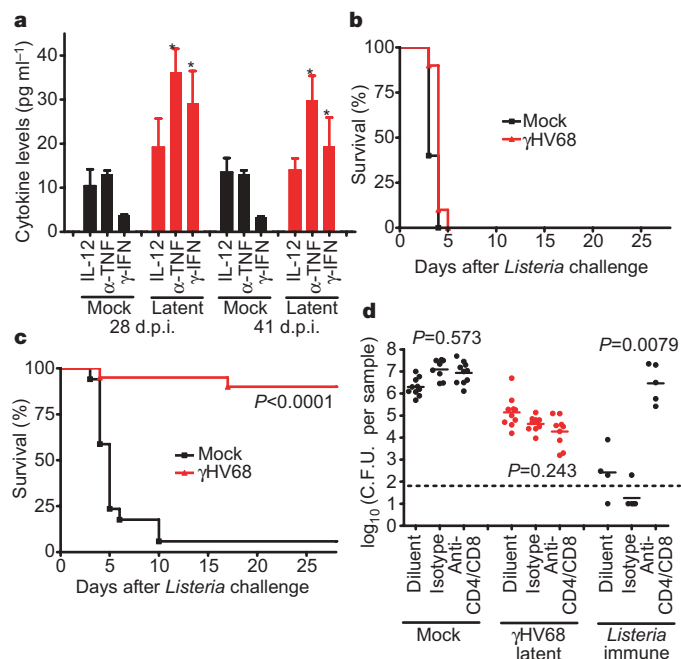 a
Cytokine levels (pg ml⁻¹)
40
30
20
10
0
* * * *
IL-12 α-TNF γ-IFN IL-12 α-TNF γ-IFN IL-12 α-TNF γ-IFN IL-12 α-TNF γ-IFN
Mock Latent Mock Latent
28 d.p.i. 41 d.p.i.
b
Survival (%)
100
75
50
25
0
Mock
γHV68
0 5 10 15 20 25
Days after Listeria challenge
c
Survival (%)
100
75
50
25
0
P<0.0001
Mock
γHV68
0 5 10 15 20 25
Days after Listeria challenge
d
log₁₀ (C.F.U. per sample)
8
7
6
5
4
3
2
1
0
P=0.573
P=0.0079
P=0.243
Diluent Isotype Anti-CD4/CD8 Diluent Isotype Anti-CD4/CD8 Diluent Isotype Anti-CD4/CD8
Mock γHV68 Listeria
latent immune